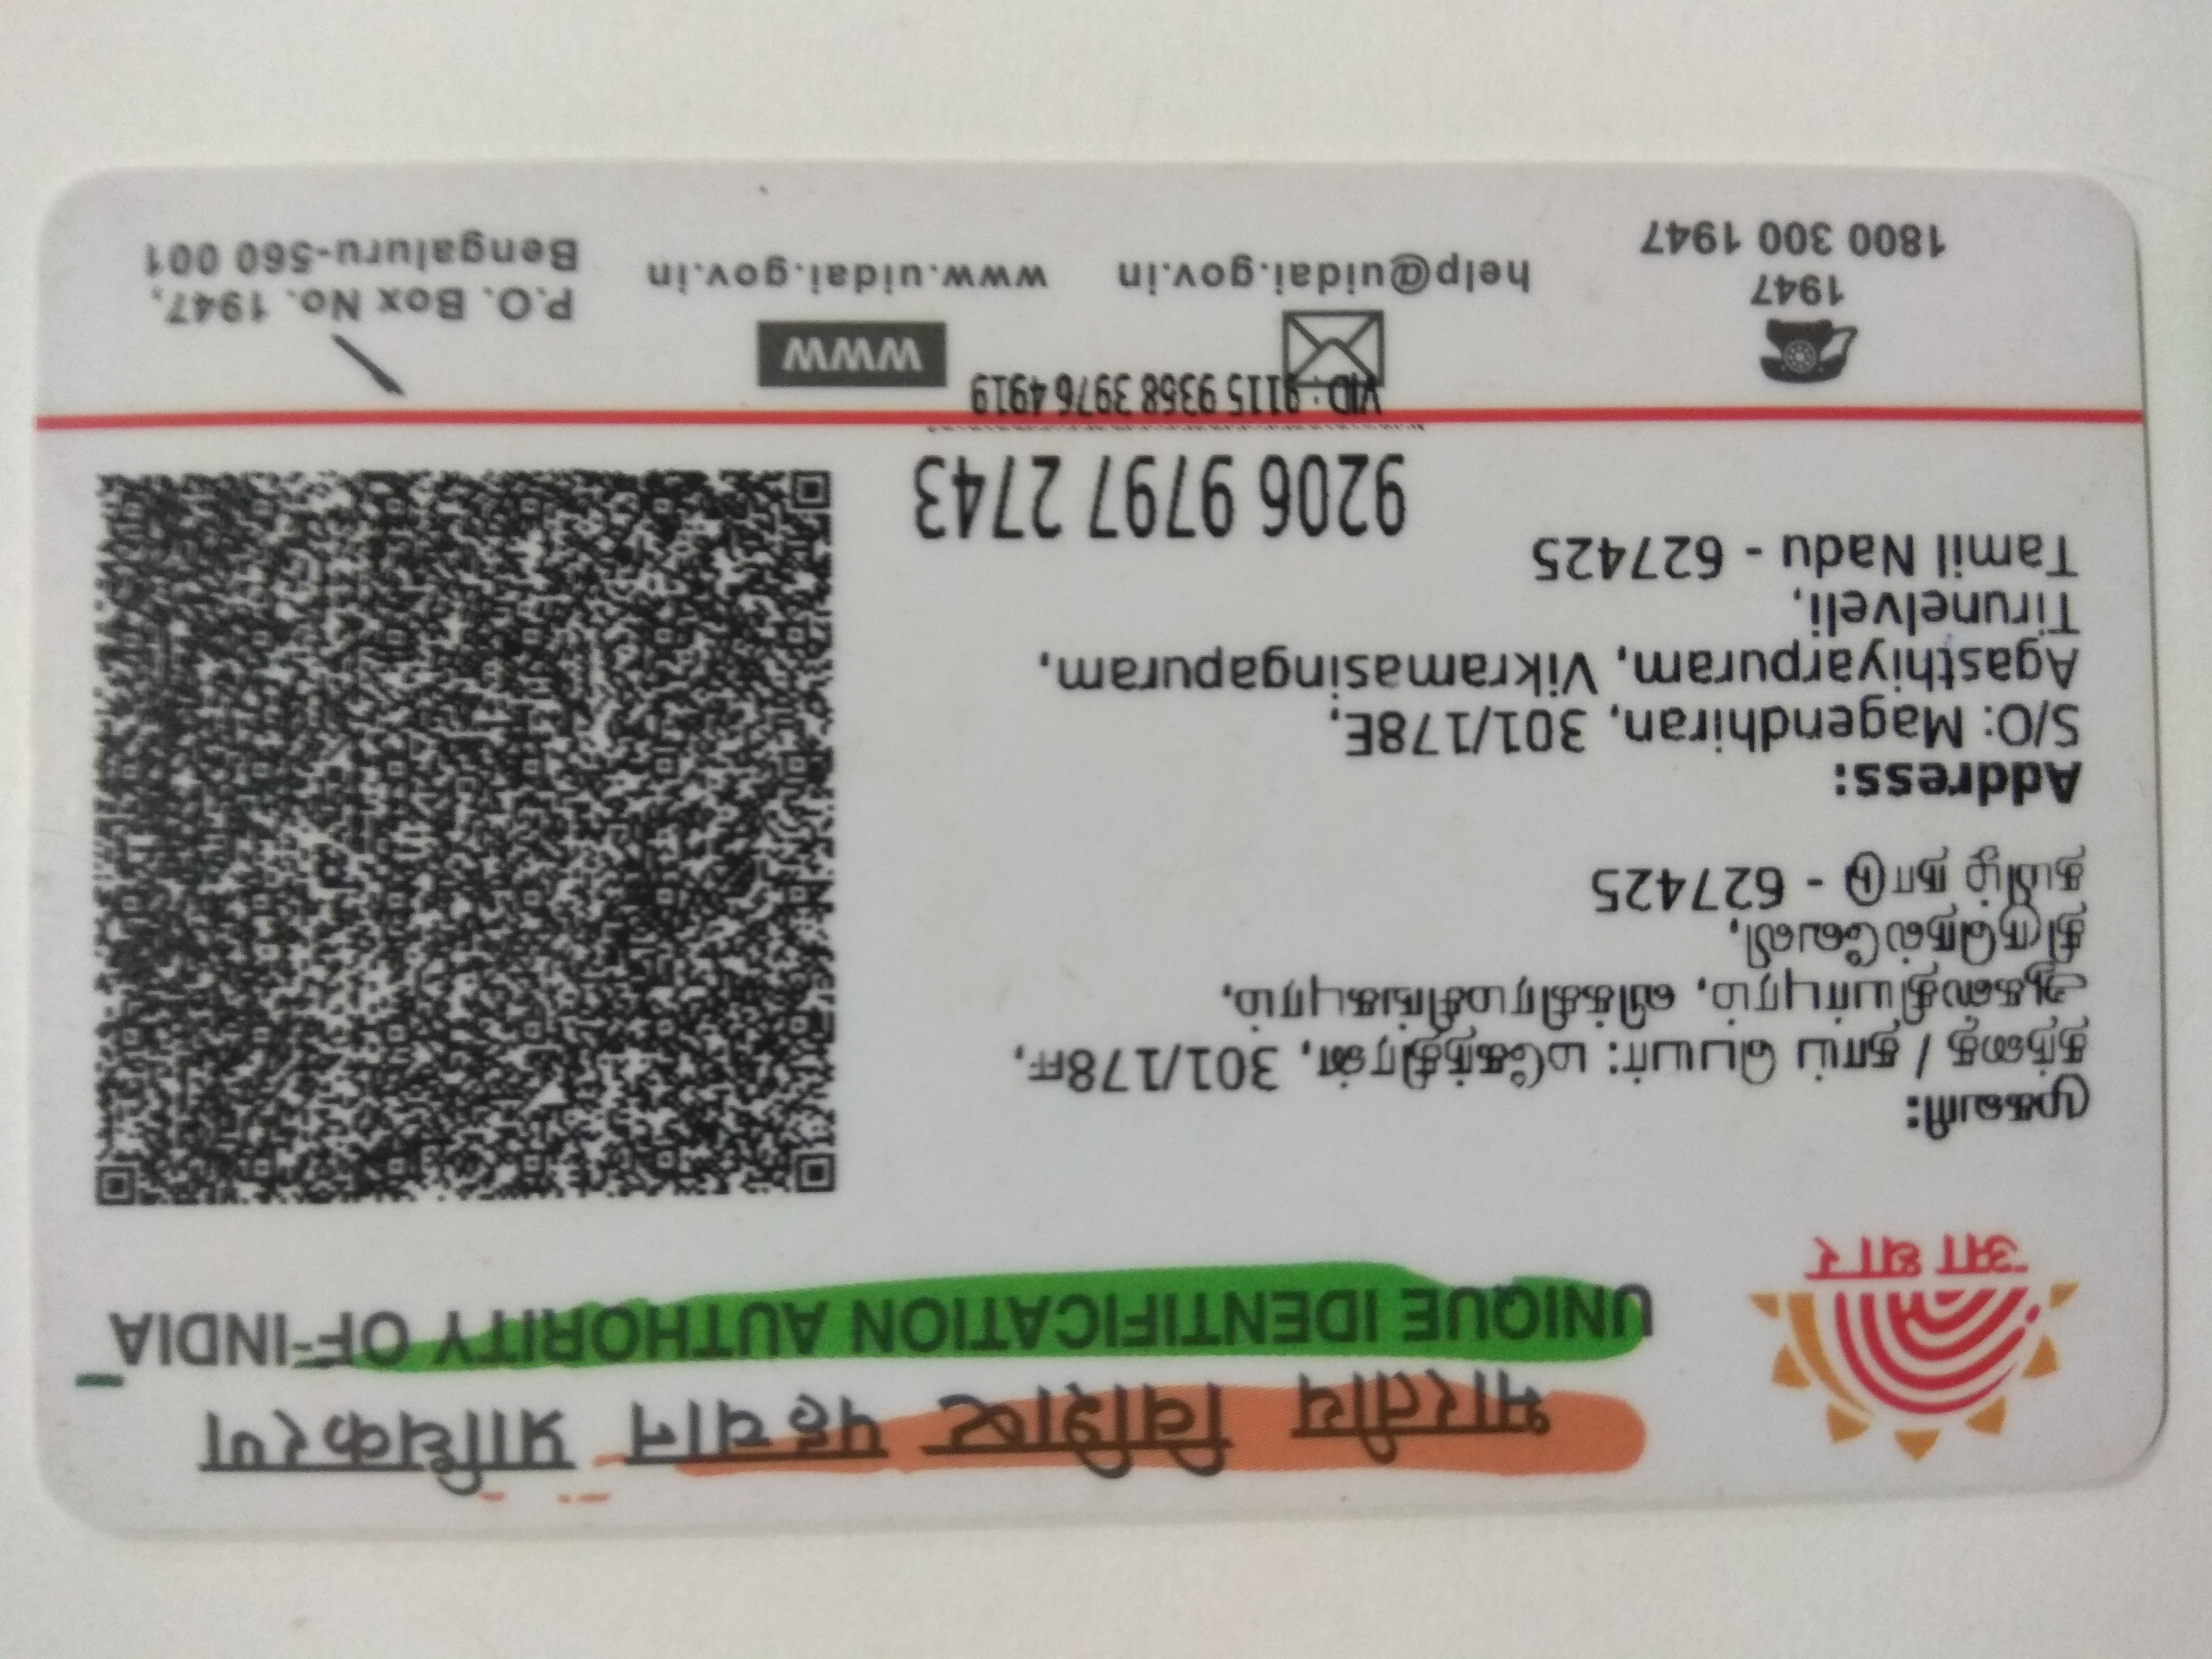 भारतीय विशिष्ट पहचान प्राधिकरण
UNIQUE IDENTIFICATION AUTHORITY OF INDIA
आधार
முகவரி:
தந்தை / தாய் பெயர்: மகேந்திரன், 301/178ஈ,
ஆகஸ்தியார்புரம், விக்கிரமசிங்கபுரம்,
திருநெல்வேலி,
தமிழ் நாடு - 627425
Address:
S/O: Magendhiran, 301/178E,
Agasthiyarpuram, Vikramasingapuram,
Tirunelveli,
Tamil Nadu - 627425
9206 9797 2743
VID : 9115 9368 3976 4919
1947
1800 300 1947
help@uidai.gov.in
WWW
www.uidai.gov.in
P.O. Box No. 1947,
Bengaluru-560 001